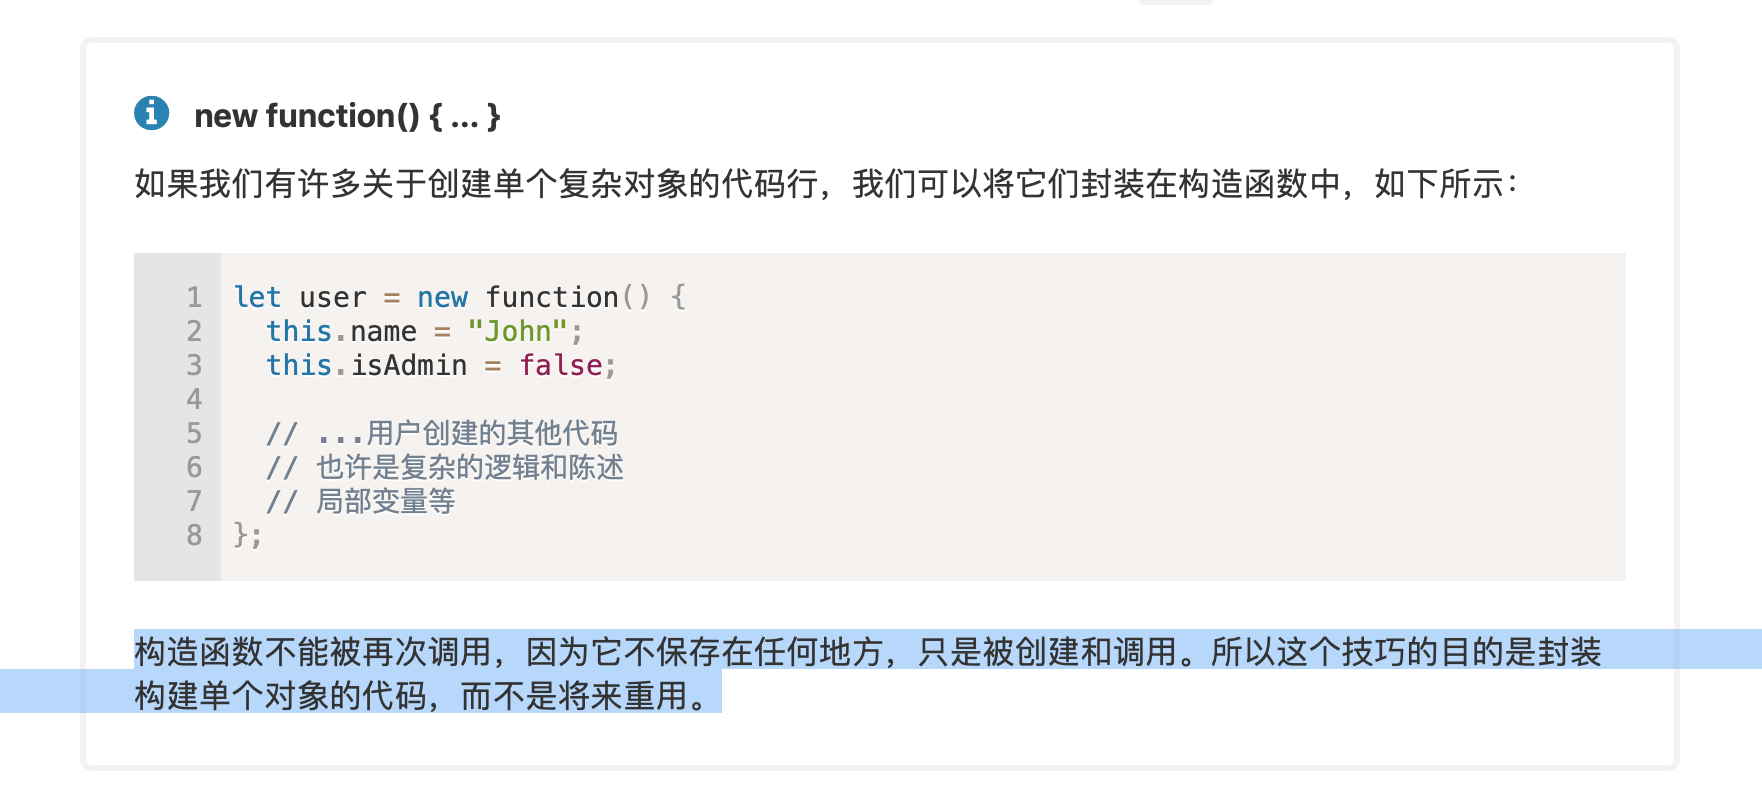 new function() { ... }
如果我们有许多关于创建单个复杂对象的代码行，我们可以将它们封装在构造函数中，如下所示：
1 let user = new function() {
2   this.name = "John";
3   this.isAdmin = false;
4
5   // ...用户创建的其他代码
6   // 也许是复杂的逻辑和陈述
7   // 局部变量等
8 };
构造函数不能被再次调用，因为它不保存在任何地方，只是被创建和调用。所以这个技巧的目的是封装
构建单个对象的代码，而不是将来重用。